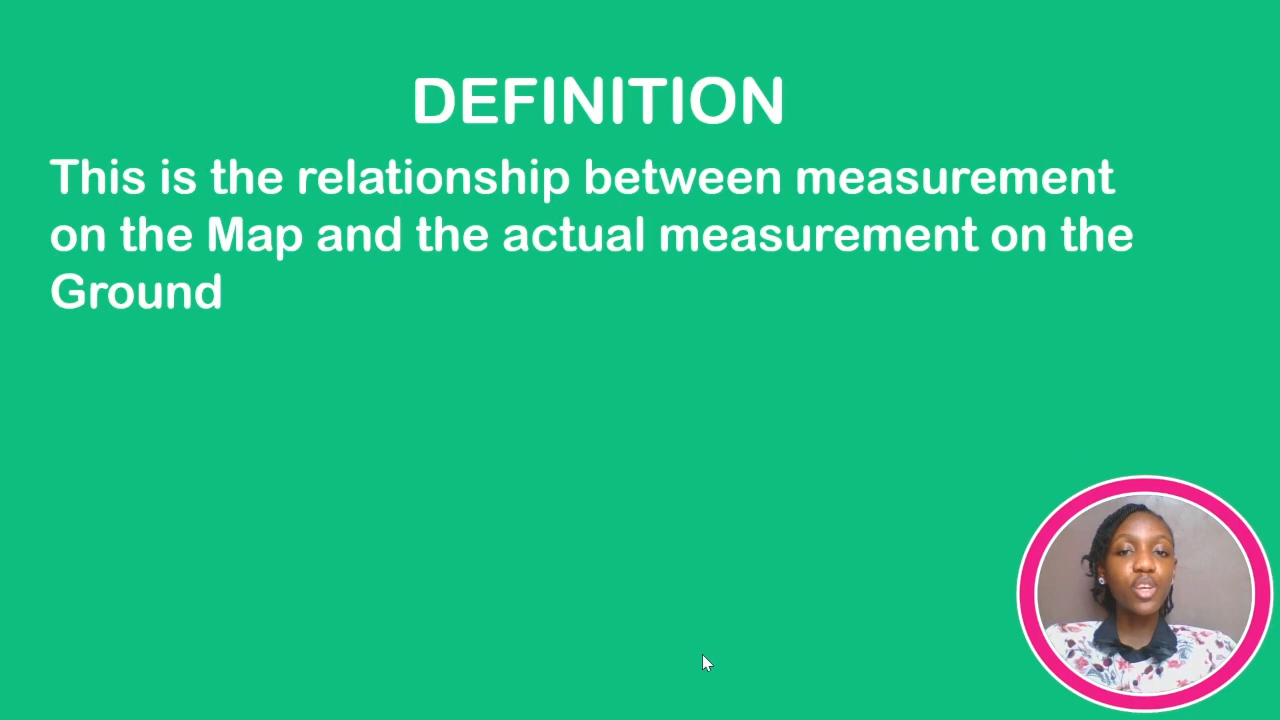 DEFINITION
This is the relationship between measurement
on the Map and the actual measurement on the
Ground